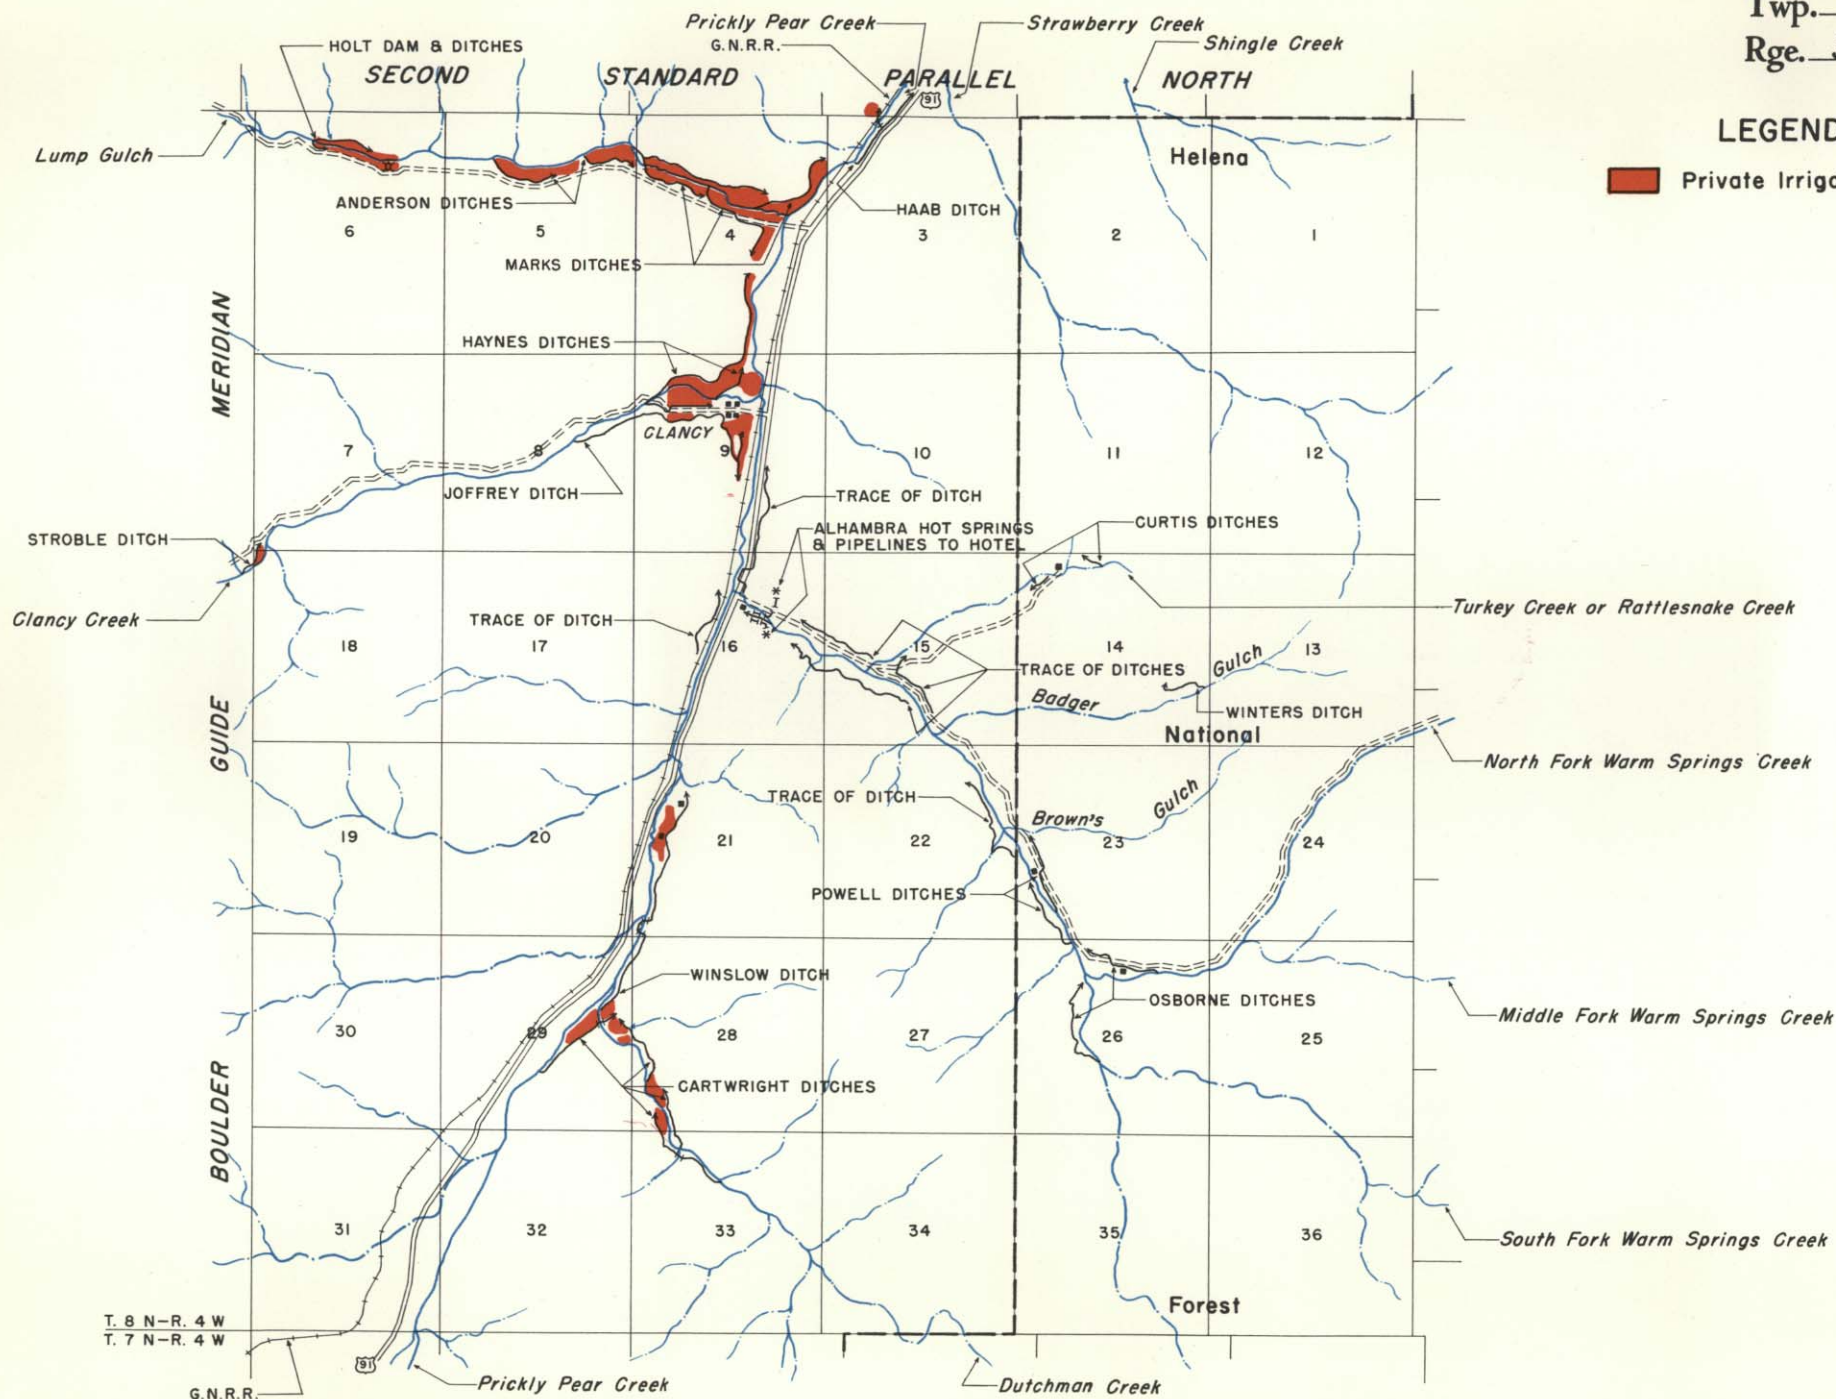 Twp.
Rge.
LEGEND
Private Irriga
Prickly Pear Creek
G.N.R.R.
Strawberry Creek
Shingle Creek
HOLT DAM & DITCHES
SECOND STANDARD PARALLEL NORTH
91
Lump Gulch
Helena
ANDERSON DITCHES
HAAB DITCH
6 5 4 3 2 1
MARKS DITCHES
MERIDIAN
HAYNES DITCHES
CLANCY
7 8 9 10 11 12
JOFFREY DITCH
TRACE OF DITCH
STROBLE DITCH
ALHAMBRA HOT SPRINGS
& PIPELINES TO HOTEL
CURTIS DITCHES
Clancy Creek
Turkey Creek or Rattlesnake Creek
TRACE OF DITCH
18 17 16 15 14 13
TRACE OF DITCHES
Badger Gulch
WINTERS DITCH
GUIDE
National
North Fork Warm Springs Creek
TRACE OF DITCH
Brown's Gulch
19 20 21 22 23 24
POWELL DITCHES
WINSLOW DITCH
OSBORNE DITCHES
Middle Fork Warm Springs Creek
30 29 28 27 26 25
CARTWRIGHT DITCHES
BOULDER
31 32 33 34 35 36
South Fork Warm Springs Creek
Forest
T. 8 N-R. 4 W
T. 7 N-R. 4 W
91
G.N.R.R.
Prickly Pear Creek
Dutchman Creek